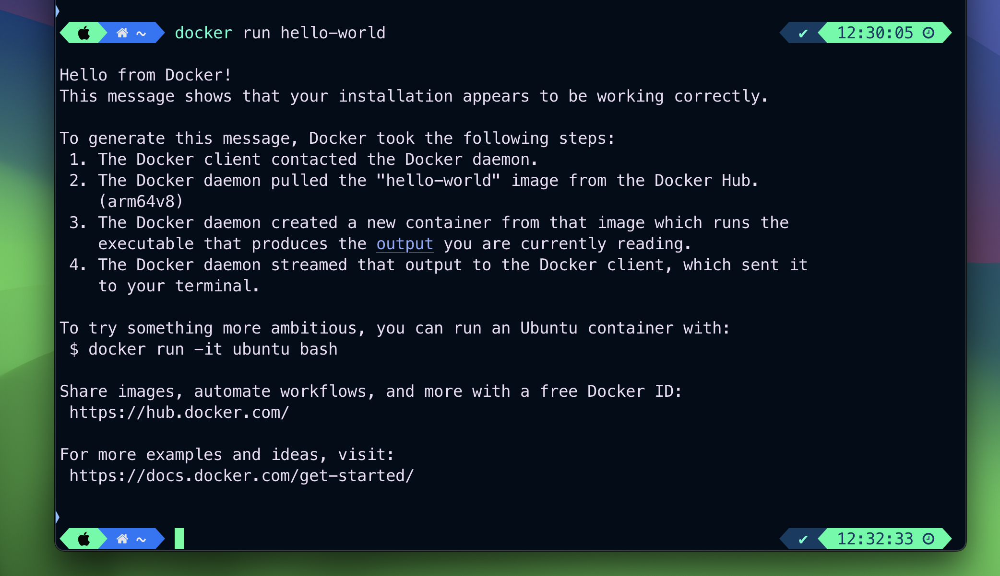 ~ docker run hello-world ✔ 12:30:05
Hello from Docker!
This message shows that your installation appears to be working correctly.
To generate this message, Docker took the following steps:
1. The Docker client contacted the Docker daemon.
2. The Docker daemon pulled the "hello-world" image from the Docker Hub.
(arm64v8)
3. The Docker daemon created a new container from that image which runs the
executable that produces the output you are currently reading.
4. The Docker daemon streamed that output to the Docker client, which sent it
to your terminal.
To try something more ambitious, you can run an Ubuntu container with:
$ docker run -it ubuntu bash
Share images, automate workflows, and more with a free Docker ID:
https://hub.docker.com/
For more examples and ideas, visit:
https://docs.docker.com/get-started/
~ ✔ 12:32:33